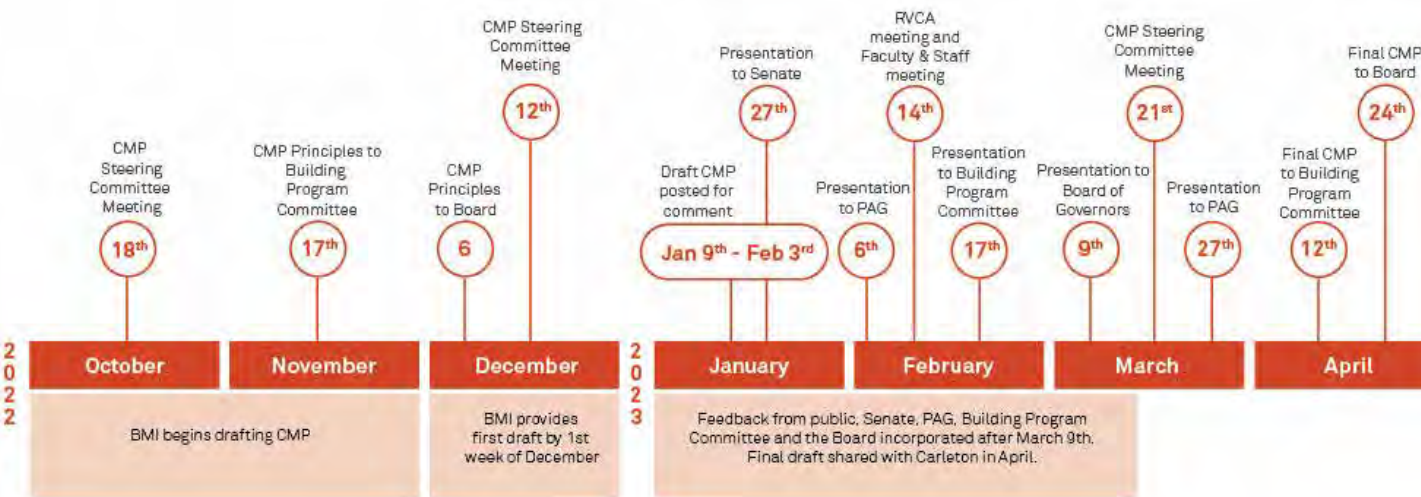 CMP
Steering
Committee
Meeting
18th
CMP Principles to
Building
Program
Committee
17th
CMP
Principles
to Board
6
CMP Steering
Committee
Meeting
12th
Draft CMP
posted for
comment
Jan 9th - Feb 3rd
Presentation
to Senate
27th
Presentation
to PAG
6th
RVCA
meeting and
Faculty & Staff
meeting
14th
Presentation
to Building
Program
Committee
17th
Presentation to
Board of
Governors
9th
CMP Steering
Committee
Meeting
21st
Presentation
to PAG
27th
Final CMP
to Building
Program
Committee
12th
Final CMP
to Board
24th
2022
October
November
December
2023
January
February
March
April
BMI begins drafting CMP
BMI provides
first draft by 1st
week of December
Feedback from public, Senate, PAG, Building Program
Committee and the Board incorporated after March 9th.
Final draft shared with Carleton in April.